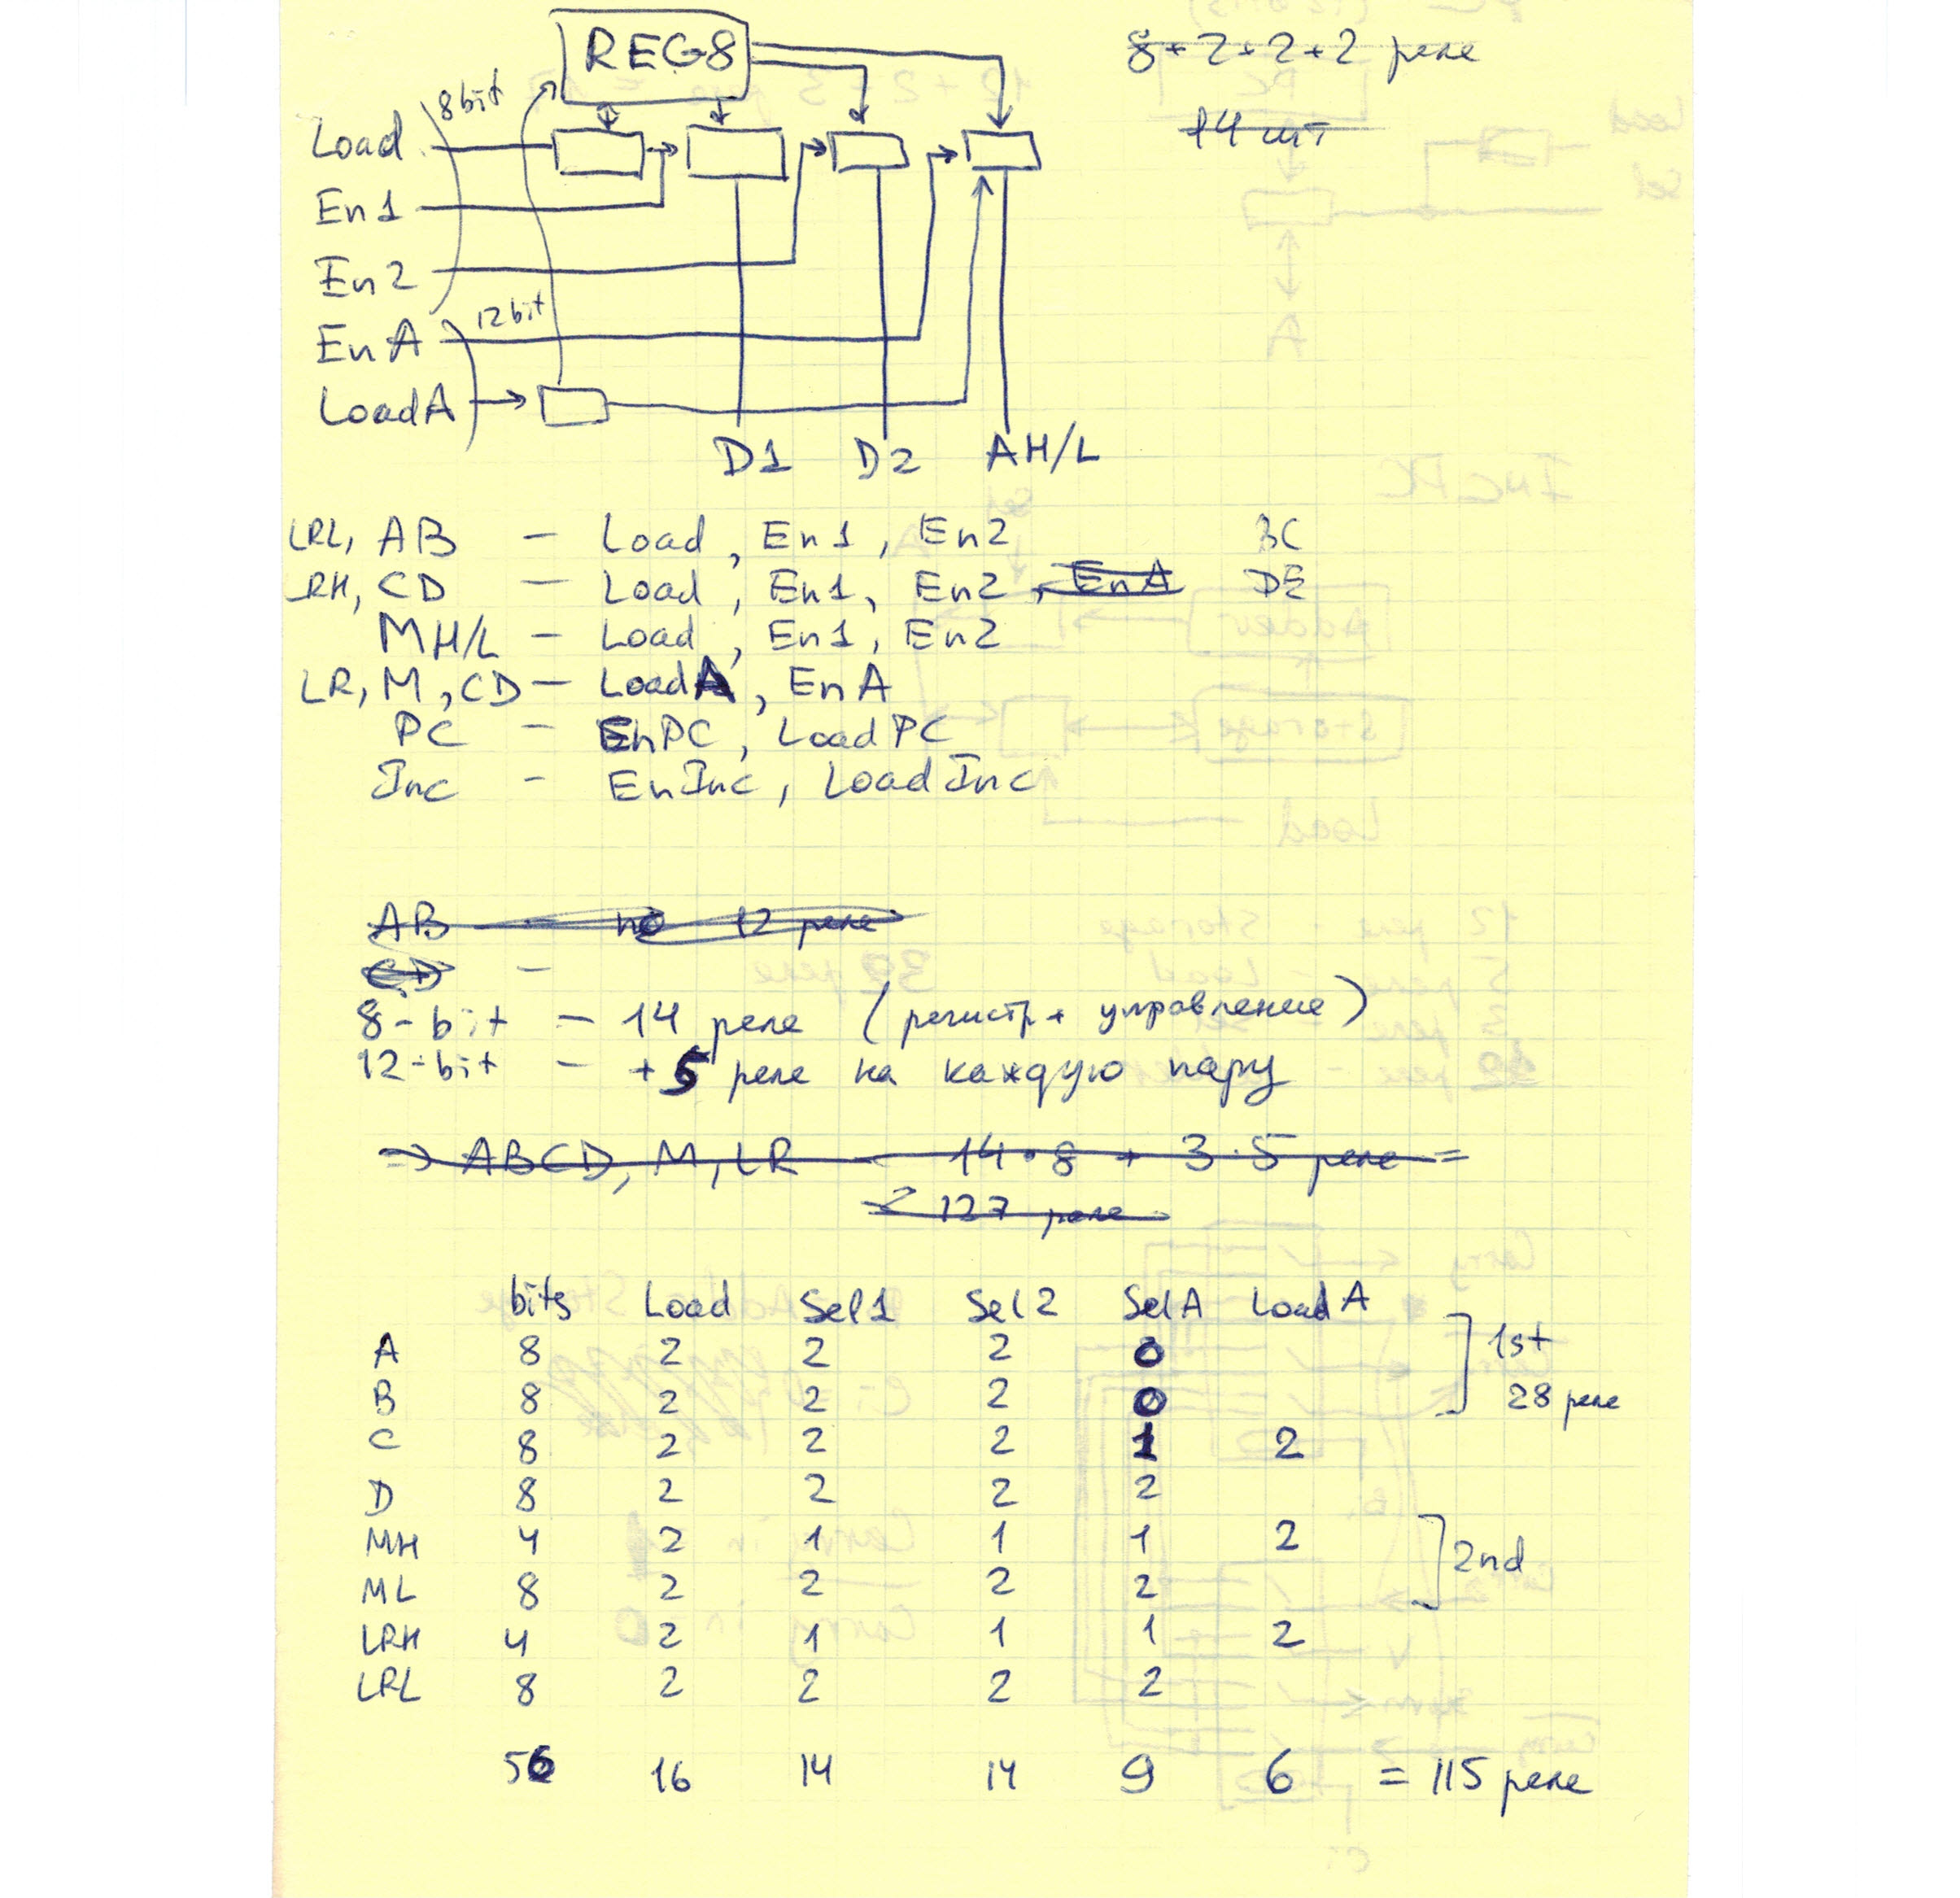 REG8
8+2+2+2 реле
14 шт
8bit
Load
En1
En2
12bit
EnA
LoadA
D1 D2 AH/L
LRL, AB – Load, En1, En2 BC
LRH, CD – Load, En1, En2, EnA DE
MH/L – Load, En1, En2
LR, M, CD – LoadA, EnA
PC – EnPC, LoadPC
Inc – EnInc, LoadInc
AB – по 12 реле
CD –
8-bit – 14 реле (регистр + управление)
12-bit – +5 реле на каждую пару
=> ABCD, M, LR – 14·8 + 3·5 реле =
= 127 реле
bits Load Sel1 Sel2 SelA LoadA
A 8 2 2 2 0
B 8 2 2 2 0
1st
28 реле
C 8 2 2 2 1 2
D 8 2 2 2 2
MH 4 2 1 1 1 2
ML 8 2 2 2 2
2nd
LRH 4 2 1 1 1 2
LRL 8 2 2 2 2
56 16 14 14 9 6 = 115 реле